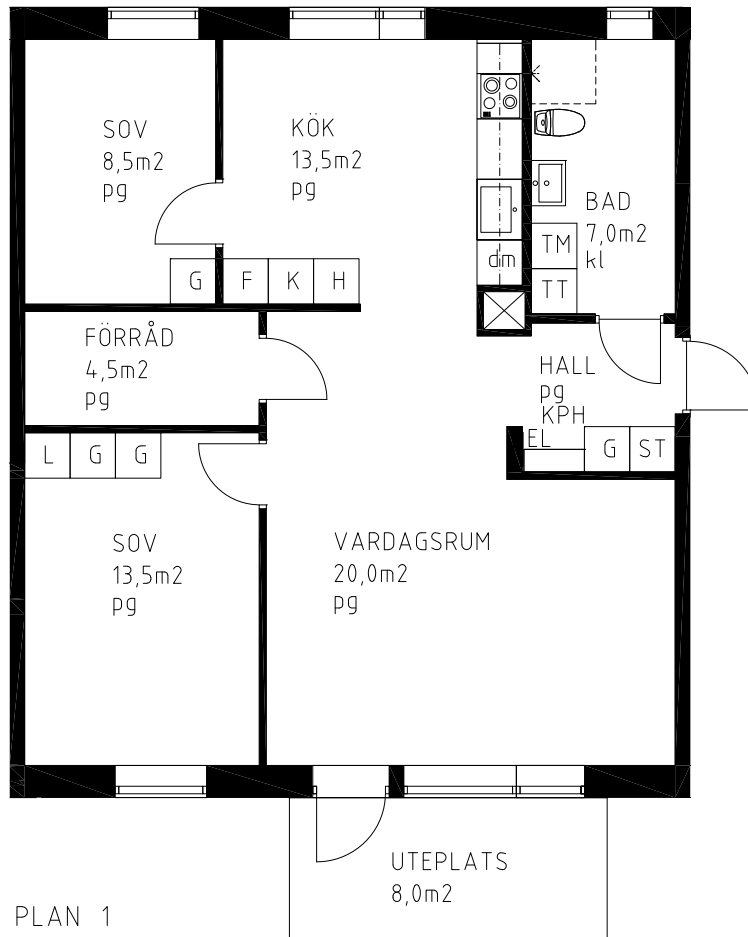 SOV
8,5m2
pg
KÖK
13,5m2
pg
BAD
7,0m2
kl
TM
TT
dm
G
F
K
H
FÖRRÅD
4,5m2
pg
HALL
pg
KPH
EL
G
ST
L
G
G
SOV
13,5m2
pg
VARDAGSRUM
20,0m2
pg
UTEPLATS
8,0m2
PLAN 1